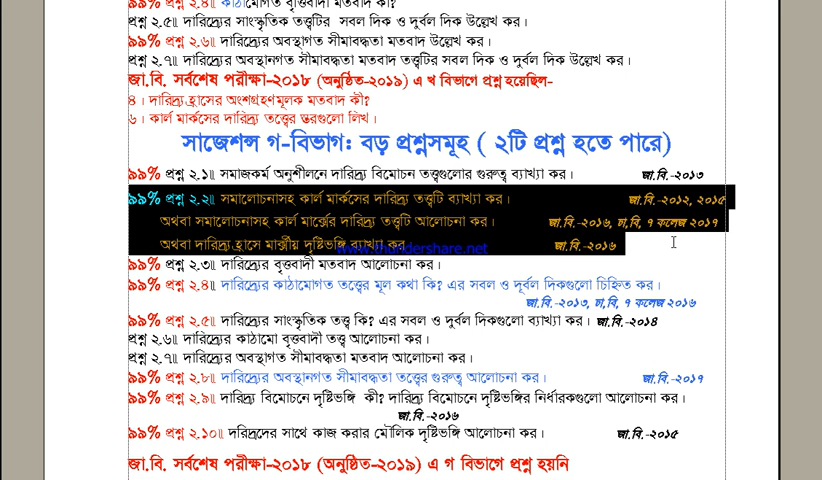 ৯৯% প্রশ্ন ২.৪॥ কাঠামোগত বৃত্তবাদী মতবাদ কী?
প্রশ্ন ২.৫॥ দারিদ্র্যের সাংস্কৃতিক তত্ত্বটির সবল দিক ও দুর্বল দিক উল্লেখ কর।
৯৯% প্রশ্ন ২.৬॥ দারিদ্র্যের অবস্থাগত সীমাবদ্ধতা মতবাদ উল্লেখ কর।
প্রশ্ন ২.৭॥ দারিদ্র্যের অবস্থানগত সীমাবদ্ধতা মতবাদ তত্ত্বটির সবল দিক ও দুর্বল দিক উল্লেখ কর।
জা.বি. সর্বশেষ পরীক্ষা-২০১৮ (অনুষ্ঠিত-২০১৯) এ খ বিভাগে প্রশ্ন হয়েছিল-
৪। দারিদ্র্য হ্রাসের অংশগ্রহণমূলক মতবাদ কী?
৬। কার্ল মার্কসের দারিদ্র্য তত্ত্বের স্তরগুলো লিখ।
সাজেশন্স গ-বিভাগ: বড় প্রশ্নসমূহ ( ২টি প্রশ্ন হতে পারে)
৯৯% প্রশ্ন ২.১॥ সমাজকর্ম অনুশীলনে দারিদ্র্য বিমোচন তত্ত্বগুলোর গুরুত্ব ব্যাখ্যা কর। জা.বি.-২০১৩
৯৯% প্রশ্ন ২.২॥ সমালোচনাসহ কার্ল মার্কসের দারিদ্র্য তত্ত্বটি ব্যাখ্যা কর। জা.বি.-২০১২, ২০১৫
অথবা সমালোচনাসহ কার্ল মার্ক্সের দারিদ্র্য তত্ত্বটি আলোচনা কর। জা.বি.-২০১৬, ঢা,বি, ৭ কলেজ ২০১৭
অথবা দারিদ্র্য হ্রাসে মার্ক্সীয় দৃষ্টিভঙ্গি ব্যাখ্যা কর www.thundershare.net জা.বি.-২০১৬
৯৯% প্রশ্ন ২.৩॥ দারিদ্র্যের বৃত্তবাদী মতবাদ আলোচনা কর।
৯৯% প্রশ্ন ২.৪॥ দারিদ্র্যের কাঠামোগত তত্ত্বের মূল কথা কি? এর সবল ও দুর্বল দিকগুলো চিহ্নিত কর।
জা.বি.-২০১৩, ঢা,বি, ৭ কলেজ ২০১৬
৯৯% প্রশ্ন ২.৫॥ দারিদ্র্যের সাংস্কৃতিক তত্ত্ব কি? এর সবল ও দুর্বল দিকগুলো ব্যাখ্যা কর। জা.বি.-২০১৪
প্রশ্ন ২.৬॥ দারিদ্র্যের কাঠামো বৃত্তবাদী তত্ত্ব আলোচনা কর।
প্রশ্ন ২.৭॥ দারিদ্র্যের অবস্থাগত সীমাবদ্ধতা মতবাদ আলোচনা কর।
৯৯% প্রশ্ন ২.৮॥ দারিদ্র্যের অবস্থানগত সীমাবদ্ধতা তত্ত্বের গুরুত্ব আলোচনা কর। জা.বি.-২০১৭
৯৯% প্রশ্ন ২.৯॥ দারিদ্র্য বিমোচনে দৃষ্টিভঙ্গি কী? দারিদ্র্য বিমোচনে দৃষ্টিভঙ্গির নির্ধারকগুলো আলোচনা কর।
জা.বি.-২০১৬
৯৯% প্রশ্ন ২.১০॥ দরিদ্রদের সাথে কাজ করার মৌলিক দৃষ্টিভঙ্গি আলোচনা কর। জা.বি.-২০১৫
জা.বি. সর্বশেষ পরীক্ষা-২০১৮ (অনুষ্ঠিত-২০১৯) এ গ বিভাগে প্রশ্ন হয়নি